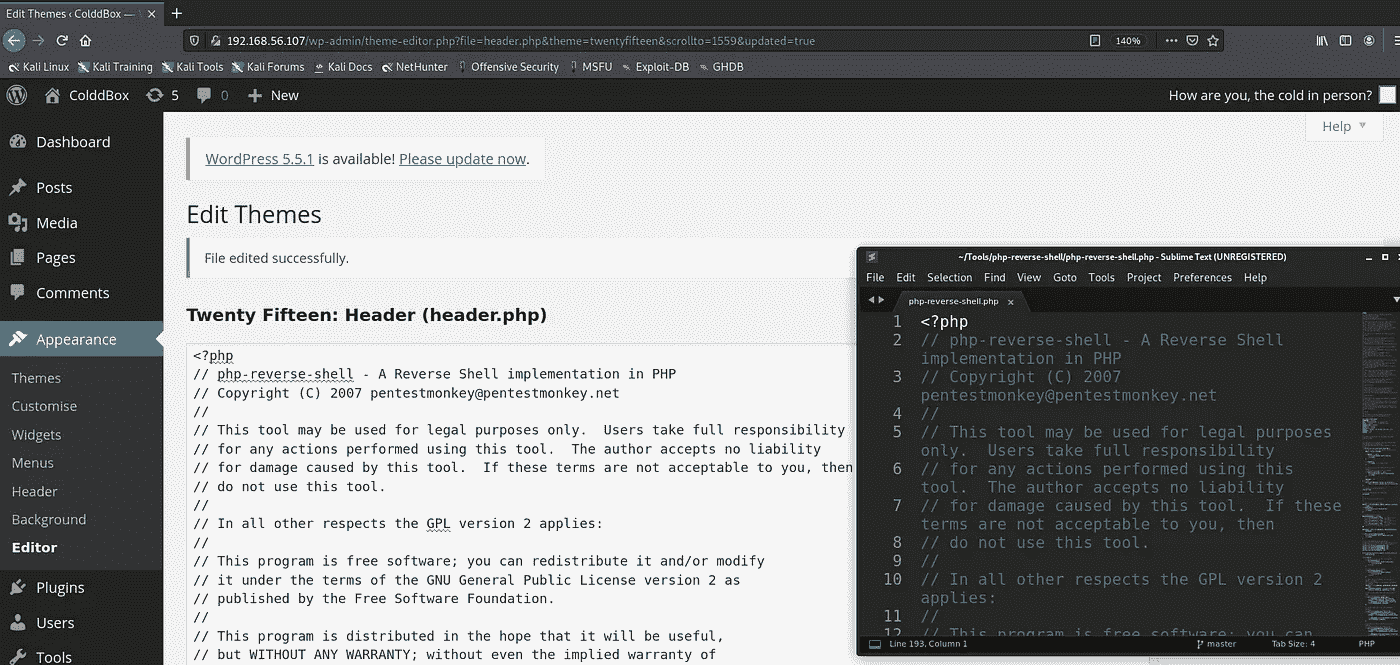 Edit Themes ‹ ColddBox —
192.168.56.107/wp-admin/theme-editor.php?file=header.php&theme=twentyfifteen&scrollto=1559&updated=true
140%
Kali Linux Kali Training Kali Tools Kali Forums Kali Docs NetHunter Offensive Security MSFU Exploit-DB GHDB
ColddBox 5 0 + New
How are you, the cold in person?
Help
Dashboard
Posts
Media
Pages
Comments
Appearance
Themes
Customise
Widgets
Menus
Header
Background
Editor
Plugins
Users
Tools
WordPress 5.5.1 is available! Please update now.
Edit Themes
File edited successfully.
Twenty Fifteen: Header (header.php)
<?php
// php-reverse-shell - A Reverse Shell implementation in PHP
// Copyright (C) 2007 pentestmonkey@pentestmonkey.net
//
// This tool may be used for legal purposes only.  Users take full responsibility
// for any actions performed using this tool.  The author accepts no liability
// for damage caused by this tool.  If these terms are not acceptable to you, then
// do not use this tool.
//
// In all other respects the GPL version 2 applies:
//
// This program is free software; you can redistribute it and/or modify
// it under the terms of the GNU General Public License version 2 as
// published by the Free Software Foundation.
//
// This program is distributed in the hope that it will be useful,
// but WITHOUT ANY WARRANTY; without even the implied warranty of
~/Tools/php-reverse-shell/php-reverse-shell.php - Sublime Text (UNREGISTERED)
File Edit Selection Find View Goto Tools Project Preferences Help
php-reverse-shell.php
1 <?php
2 // php-reverse-shell - A Reverse Shell
implementation in PHP
3 // Copyright (C) 2007
pentestmonkey@pentestmonkey.net
4 //
5 // This tool may be used for legal purposes
only.  Users take full responsibility
6 // for any actions performed using this
tool.  The author accepts no liability
7 // for damage caused by this tool.  If these
terms are not acceptable to you, then
8 // do not use this tool.
9 //
10 // In all other respects the GPL version 2
applies:
11 //
12 // This program is free software; you can
Line 193, Column 1
master
Tab Size: 4
PHP